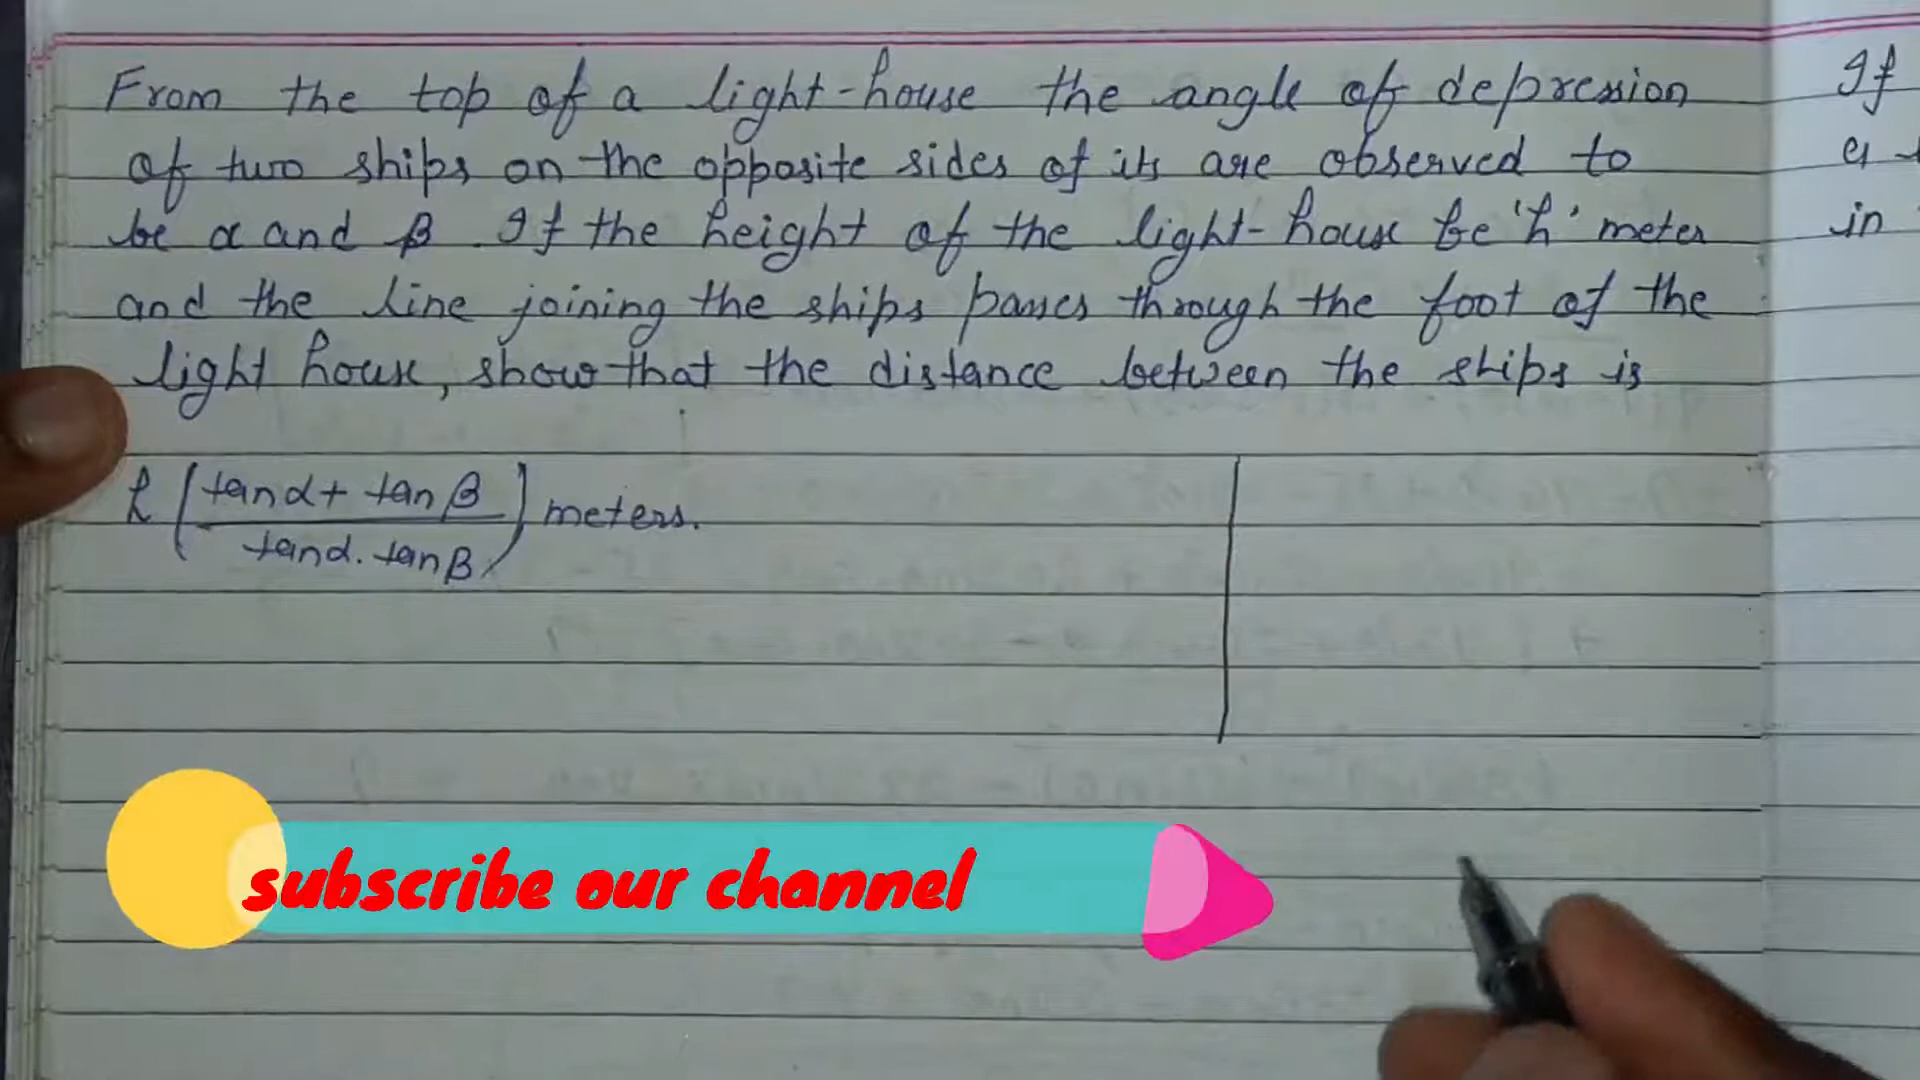 From the top of a light-house the angle of depression
of two ships on the opposite sides of its are observed to
be α and β. If the height of the light-house be 'h' meter
and the line joining the ships passes through the foot of the
light house, show that the distance between the ships is
h (tanα + tanβ / tanα. tanβ) meters.
If
in
subscribe our channel